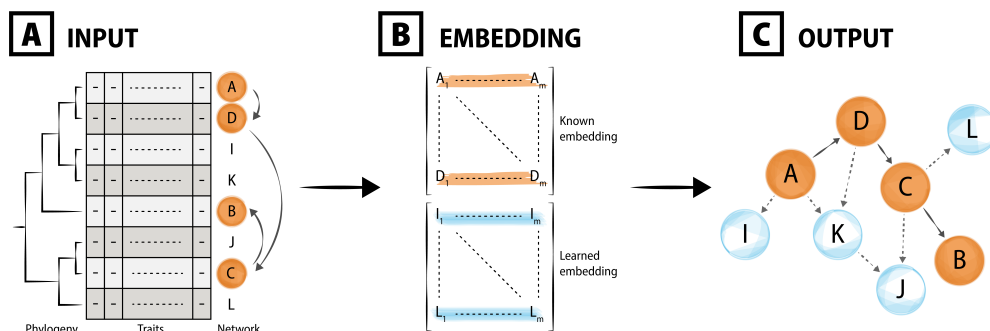 A INPUT
A
D
I
K
B
J
C
L
Phylogeny Traits Network
B EMBEDDING
A1 Am
D1 Dm
Known
embedding
I1 Im
L1 Lm
Learned
embedding
C OUTPUT
D
L
A
C
I
K
B
J